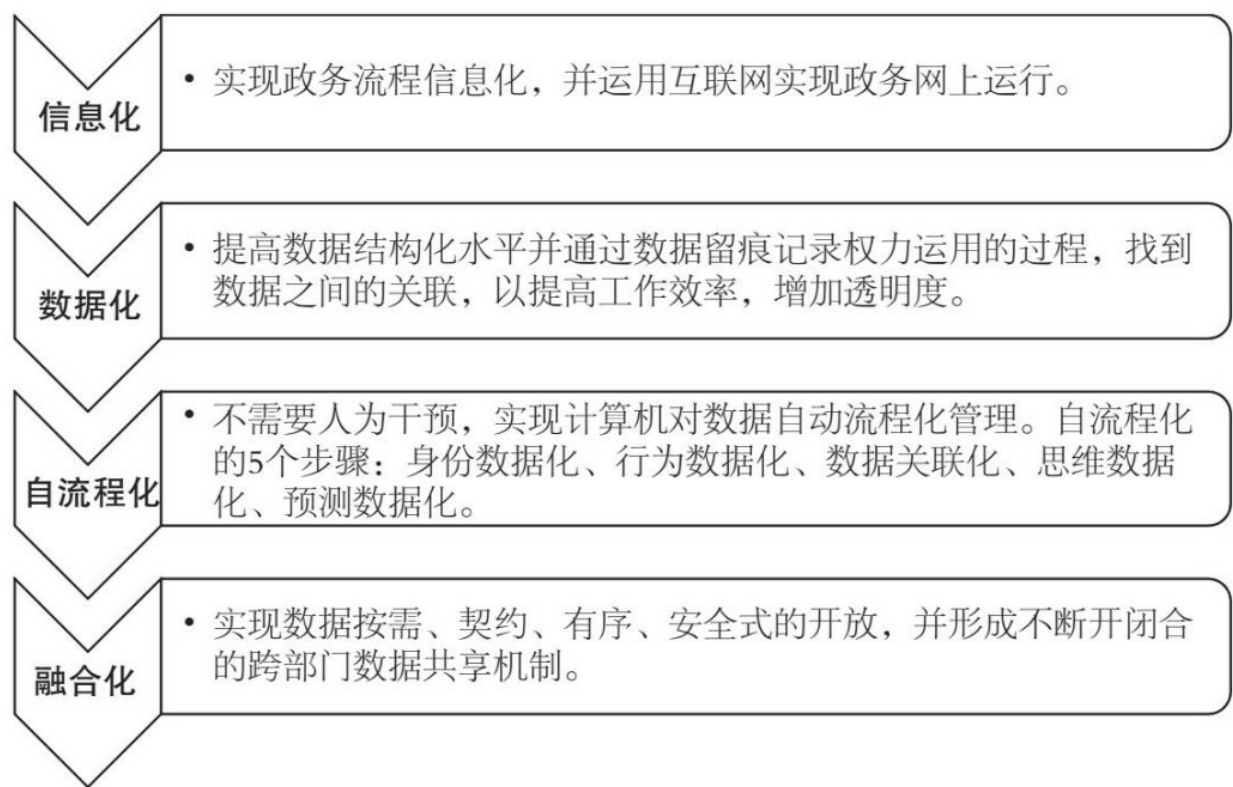 信息化
• 实现政务流程信息化，并运用互联网实现政务网上运行。
数据化
• 提高数据结构化水平并通过数据留痕记录权力运用的过程，找到
数据之间的关联，以提高工作效率，增加透明度。
自流程化
• 不需要人为干预，实现计算机对数据自动流程化管理。自流程化
的5个步骤：身份数据化、行为数据化、数据关联化、思维数据
化、预测数据化。
融合化
• 实现数据按需、契约、有序、安全式的开放，并形成不断开闭合
的跨部门数据共享机制。